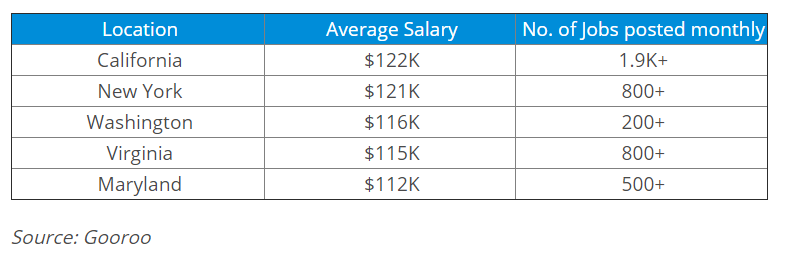 Location Average Salary No. of Jobs posted monthly
California $122K 1.9K+
New York $121K 800+
Washington $116K 200+
Virginia $115K 800+
Maryland $112K 500+
Source: Gooroo